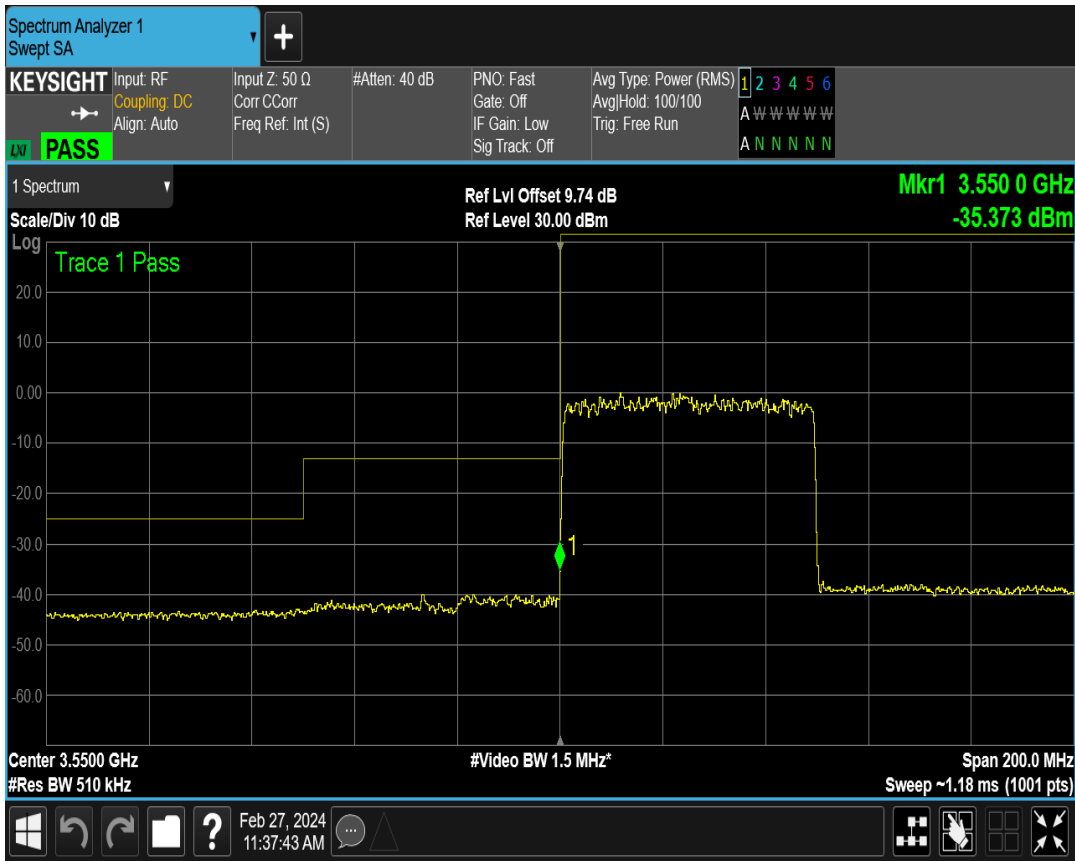 Spectrum Analyzer 1
Swept SA
KEYSIGHT
LXI PASS
Input: RF
Coupling: DC
Align: Auto
Input Z: 50 Ω
Corr CCorr
Freq Ref: Int (S)
#Atten: 40 dB
PNO: Fast
Gate: Off
IF Gain: Low
Sig Track: Off
Avg Type: Power (RMS)
Avg|Hold: 100/100
Trig: Free Run
1 2 3 4 5 6
A W W W W W
A N N N N N
1 Spectrum
Scale/Div 10 dB
Ref Lvl Offset 9.74 dB
Ref Level 30.00 dBm
Mkr1 3.550 0 GHz
-35.373 dBm
Log
Trace 1 Pass
20.0
10.0
0.00
-10.0
-20.0
-30.0
1
-40.0
-50.0
-60.0
Center 3.5500 GHz
#Video BW 1.5 MHz*
Span 200.0 MHz
#Res BW 510 kHz
Sweep ~1.18 ms (1001 pts)
?
Feb 27, 2024
11:37:43 AM